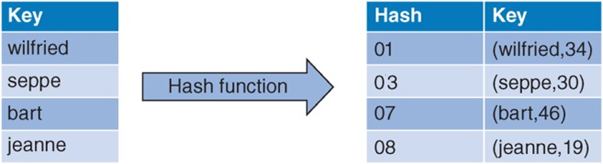 Key
wilfried
seppe
bart
jeanne
Hash function
Hash Key
01 (wilfried,34)
03 (seppe,30)
07 (bart,46)
08 (jeanne,19)